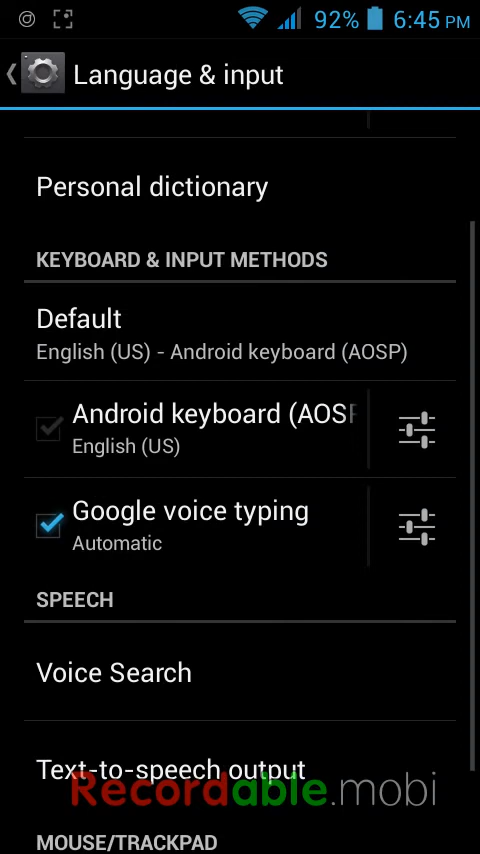 92% 6:45 PM
Language & input
Personal dictionary
KEYBOARD & INPUT METHODS
Default
English (US) - Android keyboard (AOSP)
Android keyboard (AOSP
English (US)
Google voice typing
Automatic
SPEECH
Voice Search
Text-to-speech output
Recordable.mobi
MOUSE/TRACKPAD